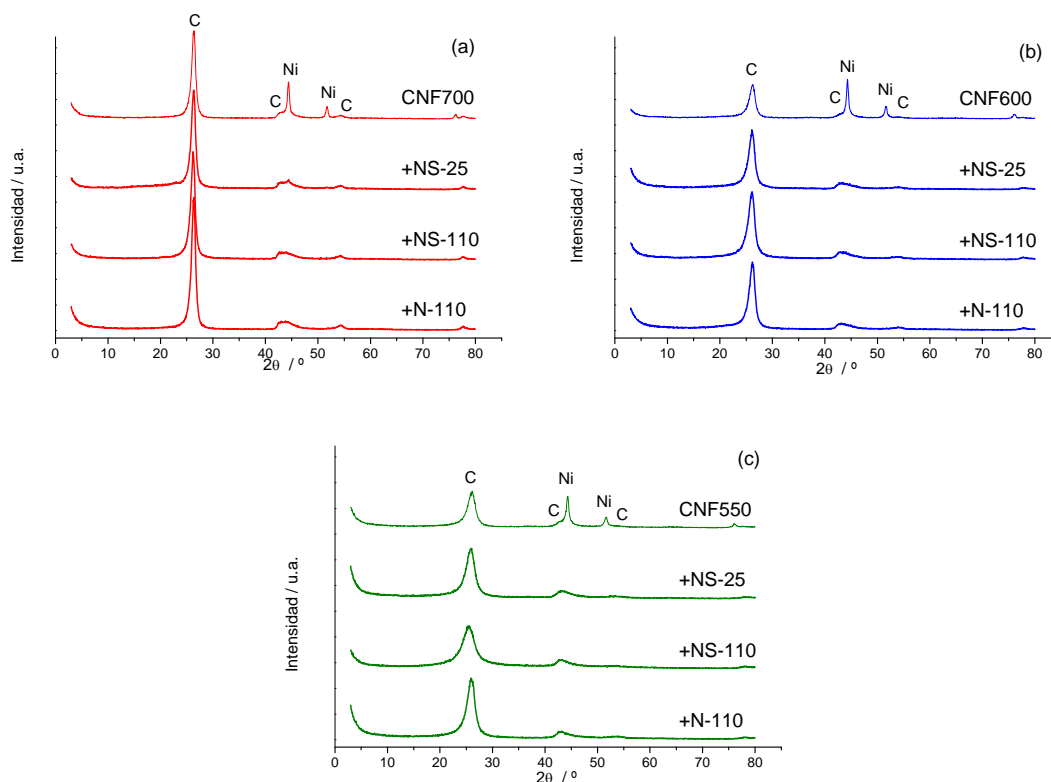 (a)
C
Ni
C
Ni
C
CNF700
+NS-25
+NS-110
+N-110
Intensidad / u.a.
0 10 20 30 40 50 60 70 80
2θ / º
(b)
C
Ni
C
Ni
C
CNF600
+NS-25
+NS-110
+N-110
Intensidad / u.a.
0 10 20 30 40 50 60 70 80
2θ / º
(c)
C
Ni
C
Ni
C
CNF550
+NS-25
+NS-110
+N-110
Intensidad / u.a.
0 10 20 30 40 50 60 70 80
2θ / º